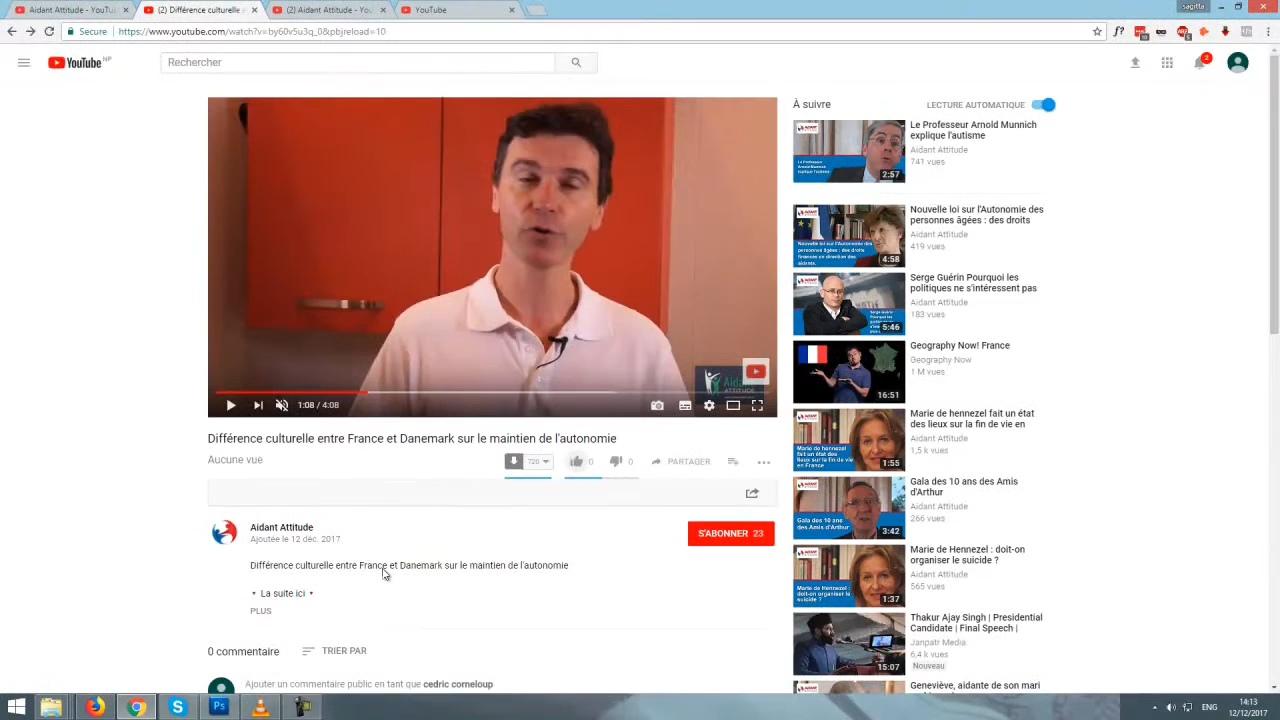 Aidant Attitude - YouTu
(2) Différence culturelle
(2) Aidant Attitude - Yo
YouTube
sagitta
Secure
https://www.youtube.com/watch?v=by60v5u3q_0&pbjreload=10
YouTube NP
Rechercher
2
À suivre
LECTURE AUTOMATIQUE
Le Professeur Arnold Munnich
explique l'autisme
Aidant Attitude
741 vues
2:57
Nouvelle loi sur l'Autonomie des
personnes âgées : des droits
Aidant Attitude
419 vues
4:58
Serge Guérin Pourquoi les
politiques ne s'intéressent pas
Aidant Attitude
183 vues
5:46
Geography Now! France
Geography Now
1 M vues
16:51
Marie de hennezel fait un état
des lieux sur la fin de vie en
Aidant Attitude
1,5 k vues
1:55
Gala des 10 ans des Amis
d'Arthur
Aidant Attitude
266 vues
3:42
Marie de Hennezel : doit-on
organiser le suicide ?
Aidant Attitude
565 vues
1:37
Thakur Ajay Singh | Presidential
Candidate | Final Speech |
Janpatr Media
6,4 k vues
Nouveau
15:07
Geneviève, aidante de son mari
1:08 / 4:08
Différence culturelle entre France et Danemark sur le maintien de l'autonomie
Aucune vue
720
0
0
PARTAGER
Aidant Attitude
Ajoutée le 12 déc. 2017
S'ABONNER 23
rence culturelle entre France et Danemark sur le maintien de l'autonomie
La suite ici
PLUS
0 commentaire
TRIER PAR
Ajouter un commentaire public en tant que cedric corneloup
ENG
14:13
12/12/2017